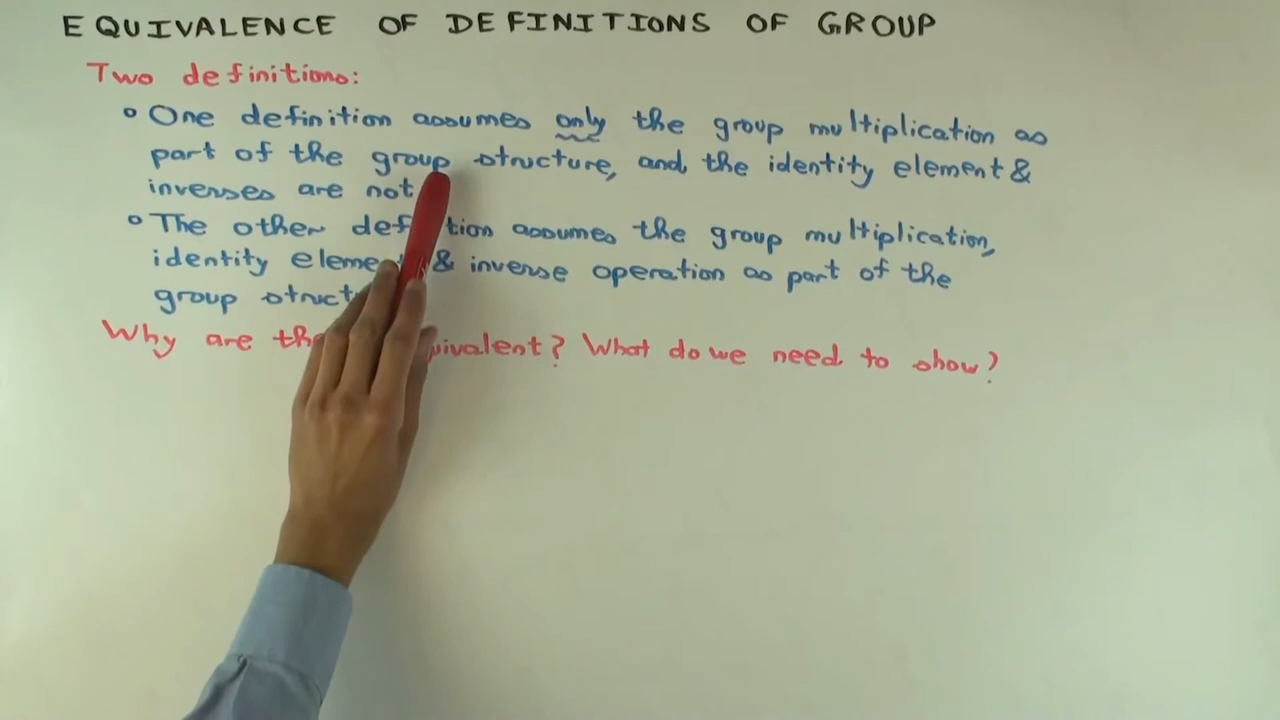 EQUIVALENCE OF DEFINITIONS OF GROUP
Two definitions:
° One definition assumes only the group multiplication as
part of the group structure, and the identity element &
inverses are not
° The other def tion assumes the group multiplication,
identity eleme & inverse operation as part of the
group struct
Why are the quivalent? What do we need to show?